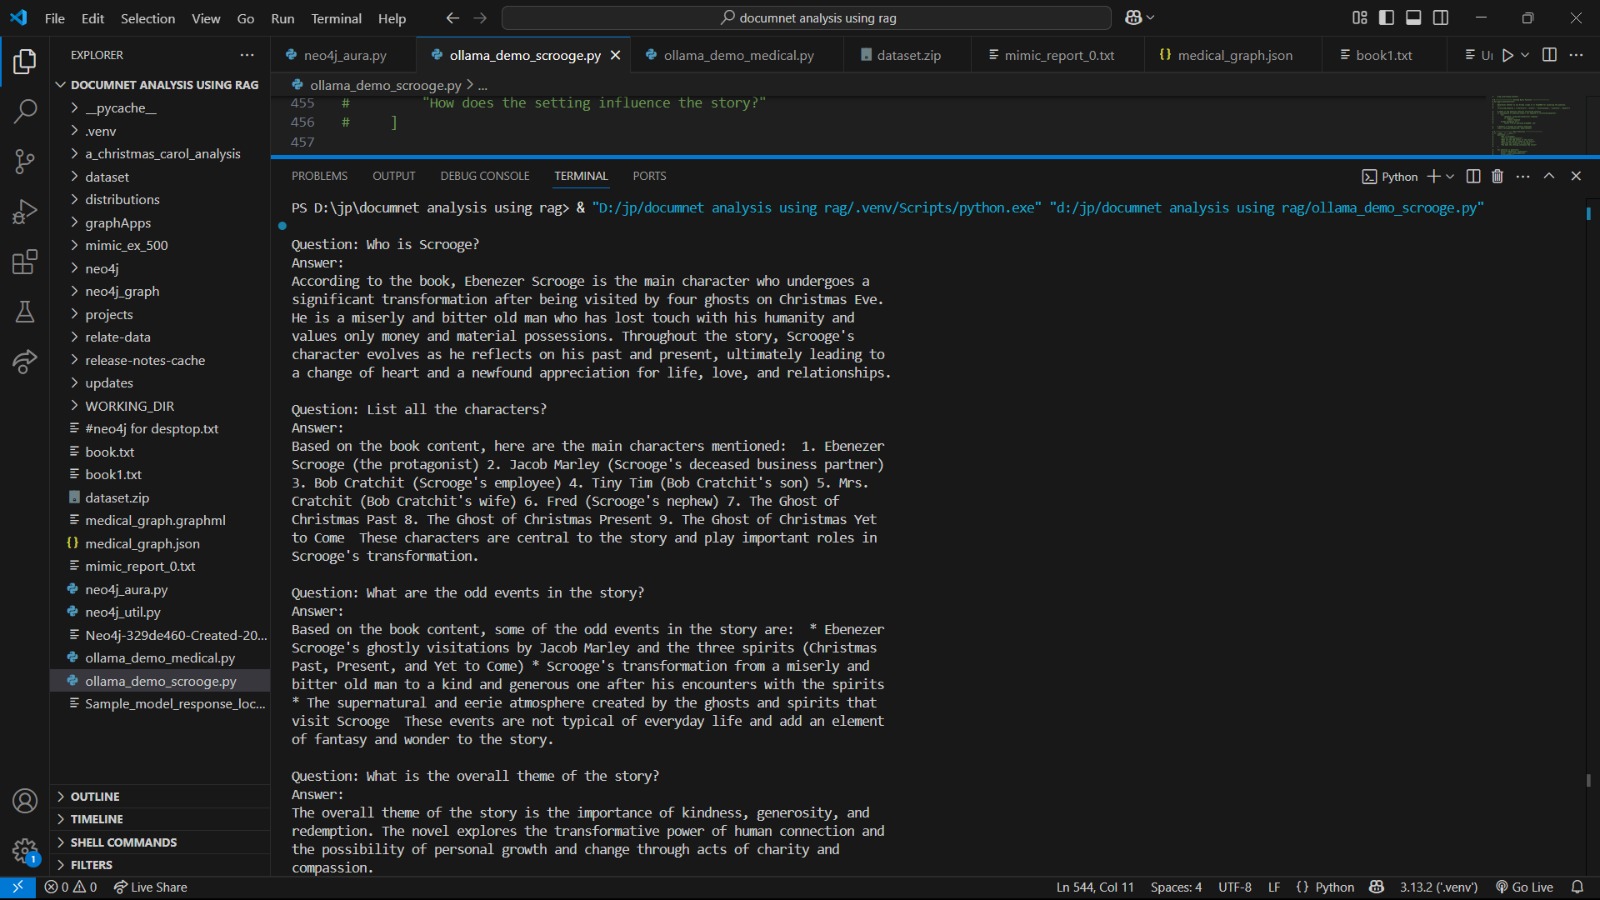 File Edit Selection View Go Run Terminal Help
documnet analysis using rag
EXPLORER
DOCUMNET ANALYSIS USING RAG
__pycache__
.venv
a_christmas_carol_analysis
dataset
distributions
graphApps
mimic_ex_500
neo4j
neo4j_graph
projects
relate-data
release-notes-cache
updates
WORKING_DIR
#neo4j for desptop.txt
book.txt
book1.txt
dataset.zip
medical_graph.graphml
medical_graph.json
mimic_report_0.txt
neo4j_aura.py
neo4j_util.py
Neo4j-329de460-Created-20...
ollama_demo_medical.py
ollama_demo_scrooge.py
Sample_model_response_loc...
OUTLINE
TIMELINE
SHELL COMMANDS
FILTERS
neo4j_aura.py ollama_demo_scrooge.py ollama_demo_medical.py dataset.zip mimic_report_0.txt medical_graph.json book1.txt
ollama_demo_scrooge.py > ...
455 # "How does the setting influence the story?"
456 # ]
457
PROBLEMS OUTPUT DEBUG CONSOLE TERMINAL PORTS
Python
PS D:\jp\documnet analysis using rag> & "D:/jp/documnet analysis using rag/.venv/Scripts/python.exe" "d:/jp/documnet analysis using rag/ollama_demo_scrooge.py"
Question: Who is Scrooge?
Answer:
According to the book, Ebenezer Scrooge is the main character who undergoes a
significant transformation after being visited by four ghosts on Christmas Eve.
He is a miserly and bitter old man who has lost touch with his humanity and
values only money and material possessions. Throughout the story, Scrooge's
character evolves as he reflects on his past and present, ultimately leading to
a change of heart and a newfound appreciation for life, love, and relationships.
Question: List all the characters?
Answer:
Based on the book content, here are the main characters mentioned:  1. Ebenezer
Scrooge (the protagonist) 2. Jacob Marley (Scrooge's deceased business partner)
3. Bob Cratchit (Scrooge's employee) 4. Tiny Tim (Bob Cratchit's son) 5. Mrs.
Cratchit (Bob Cratchit's wife) 6. Fred (Scrooge's nephew) 7. The Ghost of
Christmas Past 8. The Ghost of Christmas Present 9. The Ghost of Christmas Yet
to Come  These characters are central to the story and play important roles in
Scrooge's transformation.
Question: What are the odd events in the story?
Answer:
Based on the book content, some of the odd events in the story are:  * Ebenezer
Scrooge's ghostly visitations by Jacob Marley and the three spirits (Christmas
Past, Present, and Yet to Come) * Scrooge's transformation from a miserly and
bitter old man to a kind and generous one after his encounters with the spirits
* The supernatural and eerie atmosphere created by the ghosts and spirits that
visit Scrooge  These events are not typical of everyday life and add an element
of fantasy and wonder to the story.
Question: What is the overall theme of the story?
Answer:
The overall theme of the story is the importance of kindness, generosity, and
redemption. The novel explores the transformative power of human connection and
the possibility of personal growth and change through acts of charity and
compassion.
0 0 Live Share Ln 544, Col 11 Spaces: 4 UTF-8 LF {} Python 3.13.2 ('.venv') Go Live
1